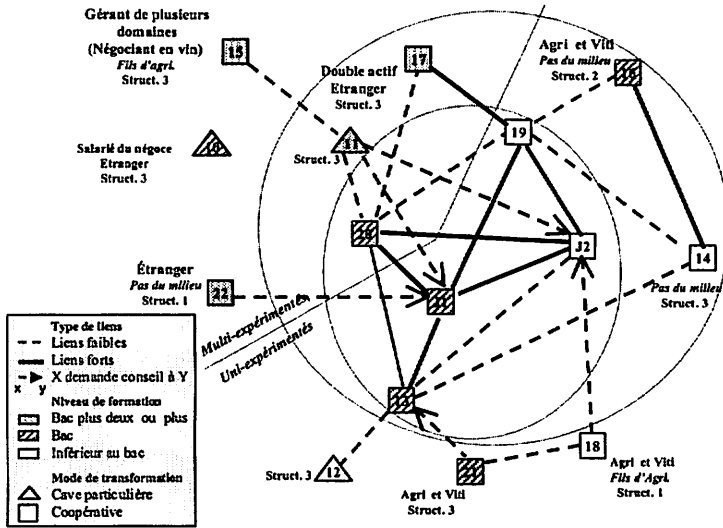 Gérant de plusieurs
domaines
(Négociant en vin)
Fils d'agri.
Struct. 3
15
17
Double actif
Etranger
Struct. 3
Agri et Viti
Pas du milieu
Struct. 2
16
19
11
Struct. 3
Salarié du négoce
Etranger
Struct. 3
10
J2
14
Pas du milieu
Struct. 3
Étranger
Pas du milieu
Struct. 1
22
Multi-expérimentés
Uni-expérimentés
13
12
Struct. 3
Agri et Viti
Struct. 3
18
Agri et Viti
Fils d'Agri.
Struct. 1
Type de liens
Liens faibles
Liens forts
X demande conseil à Y
x y
Niveau de formation
Bac plus deux ou plus
Bac
Inférieur au bac
Mode de transformation
Cave particulière
Coopérative